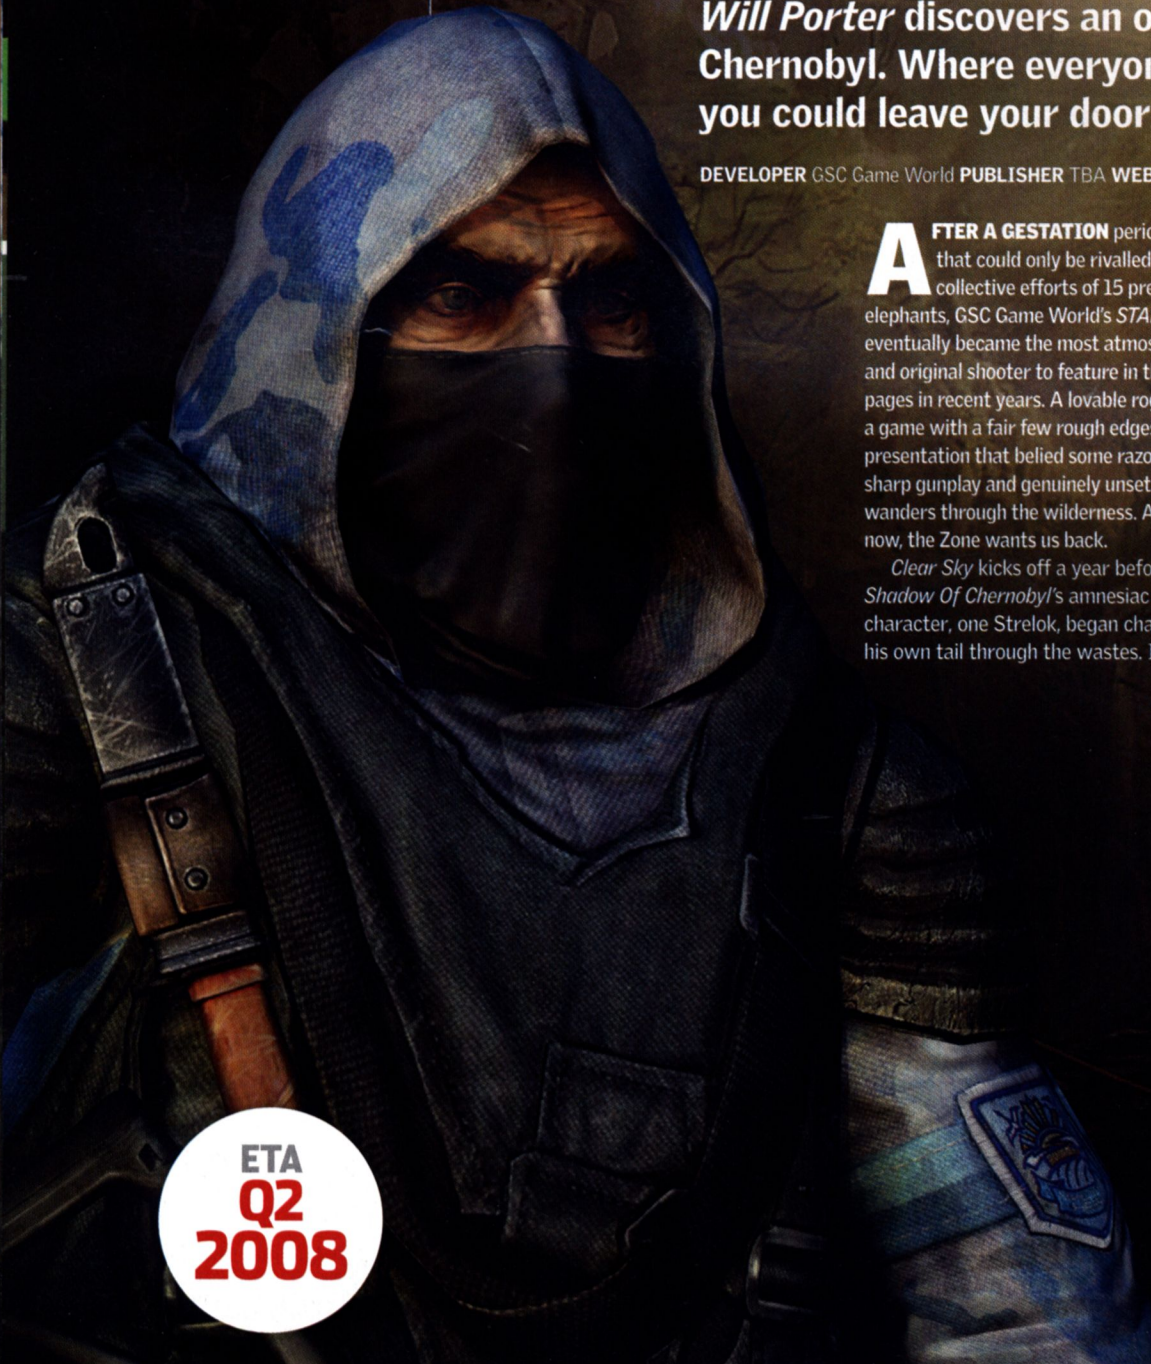 Will Porter discovers an o
Chernobyl. Where everyon
you could leave your door
DEVELOPER GSC Game World PUBLISHER TBA WEB
AFTER A GESTATION perio
that could only be rivalled
collective efforts of 15 pre
elephants, GSC Game World's STA
eventually became the most atmos
and original shooter to feature in t
pages in recent years. A lovable ro
a game with a fair few rough edges
presentation that belied some razo
sharp gunplay and genuinely unset
wanders through the wilderness. A
now, the Zone wants us back.
Clear Sky kicks off a year befo
Shadow Of Chernobyl's amnesiac
character, one Strelok, began cha
his own tail through the wastes. I
ETA
Q2
2008